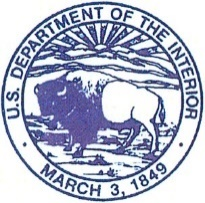 U.S. DEPARTMENT OF THE INTERIOR
MARCH 3, 1849